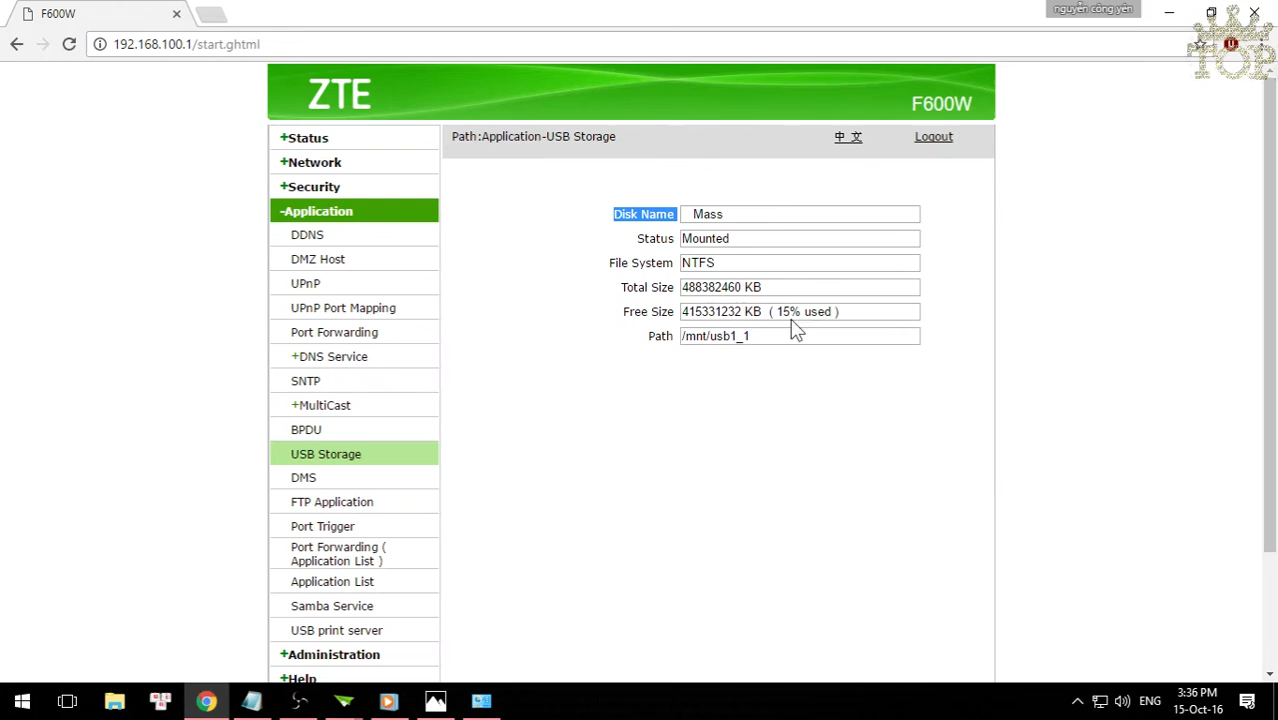 F600W
nguyễn công yên
192.168.100.1/start.ghtml
TOP
ZTE
F600W
+Status
+Network
+Security
-Application
DDNS
DMZ Host
UPnP
UPnP Port Mapping
Port Forwarding
+DNS Service
SNTP
+MultiCast
BPDU
USB Storage
DMS
FTP Application
Port Trigger
Port Forwarding (
Application List )
Application List
Samba Service
USB print server
+Administration
+Help
Path:Application-USB Storage
中 文
Logout
Disk Name Mass
Status Mounted
File System NTFS
Total Size 488382460 KB
Free Size 415331232 KB ( 15% used )
Path /mnt/usb1_1
ENG
3:36 PM
15-Oct-16